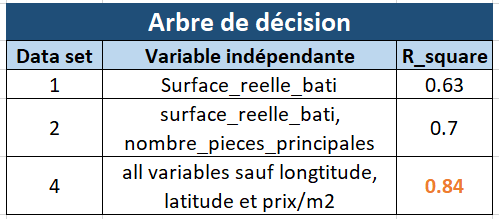 Arbre de décision
Data set Variable indépendante R_square
1 Surface_reelle_bati 0.63
2 surface_reelle_bati, nombre_pieces_principales 0.7
4 all variables sauf longtitude, latitude et prix/m2 0.84